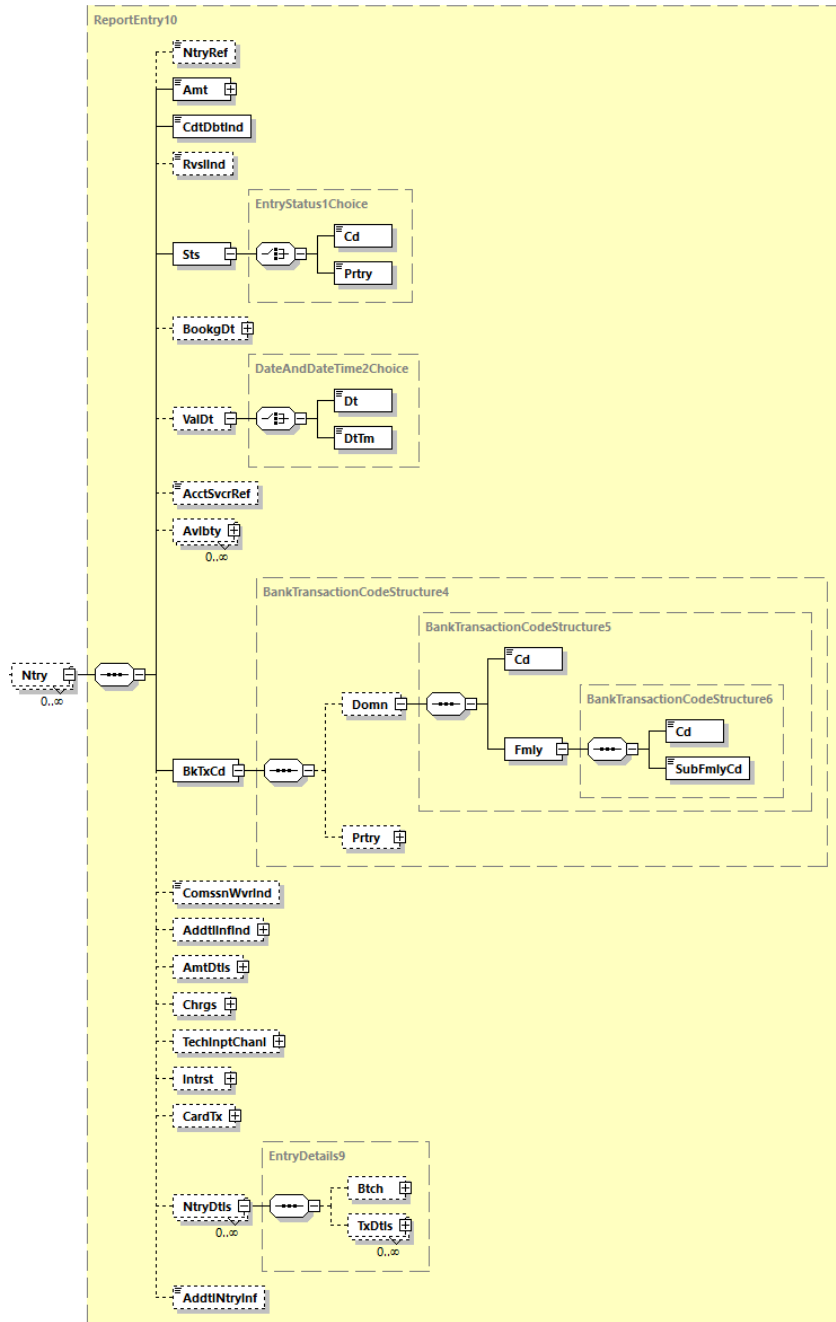 ReportEntry10
NtryRef
Amt
CdtDbtInd
RvslInd
EntryStatus1Choice
Cd
Sts
Prtry
BookgDt
DateAndDateTime2Choice
Dt
ValDt
DtTm
AcctSvcrRef
Avlbty
0..∞
BankTransactionCodeStructure4
BankTransactionCodeStructure5
Cd
Ntry
0..∞
BankTransactionCodeStructure6
Domn
Cd
Fmly
SubFmlyCd
BkTxCd
Prtry
ComssnWvrInd
AddtlInfInd
AmtDtls
Chrgs
TechInptChanl
Intrst
CardTx
EntryDetails9
Btch
NtryDtls
0..∞
TxDtls
0..∞
AddtlNtryInf